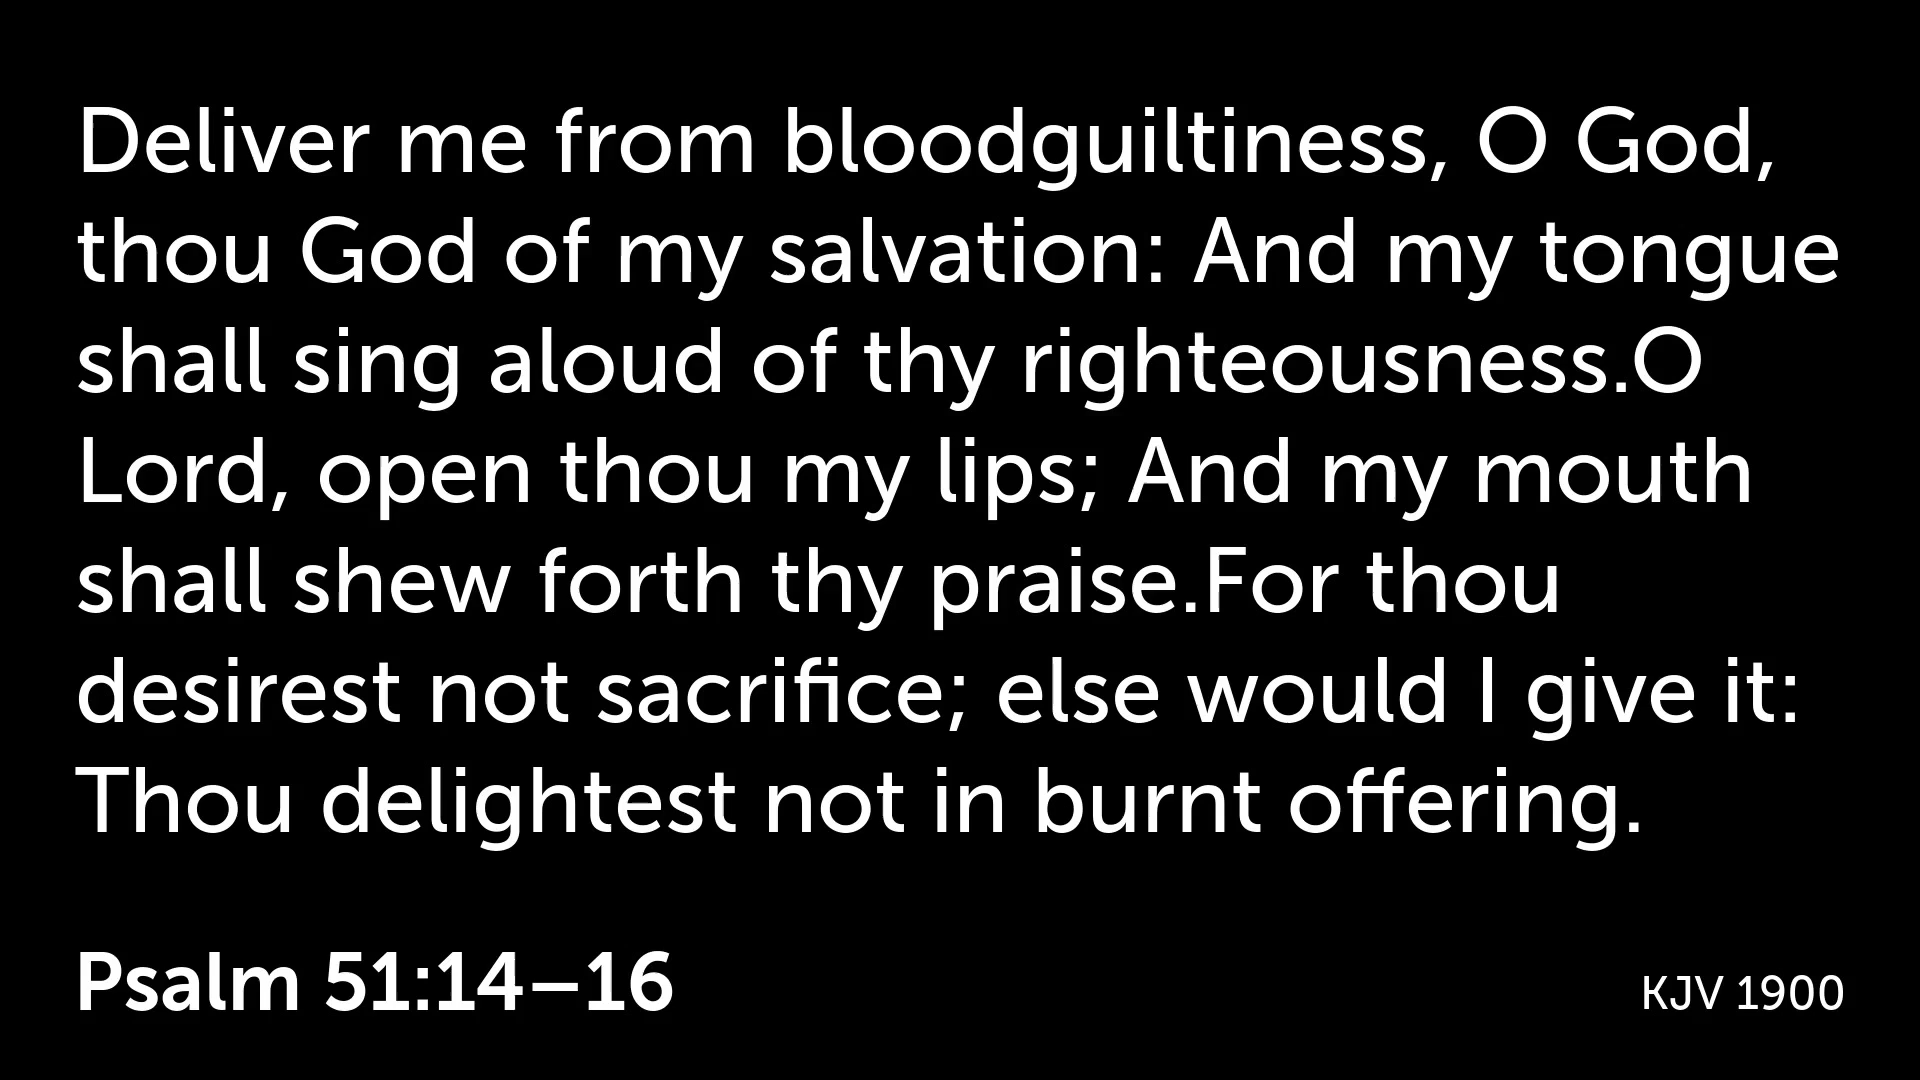 Deliver me from bloodguiltiness, O God,
thou God of my salvation: And my tongue
shall sing aloud of thy righteousness.O
Lord, open thou my lips; And my mouth
shall shew forth thy praise.For thou
desirest not sacrifice; else would I give it:
Thou delightest not in burnt offering.
Psalm 51:14–16
KJV 1900